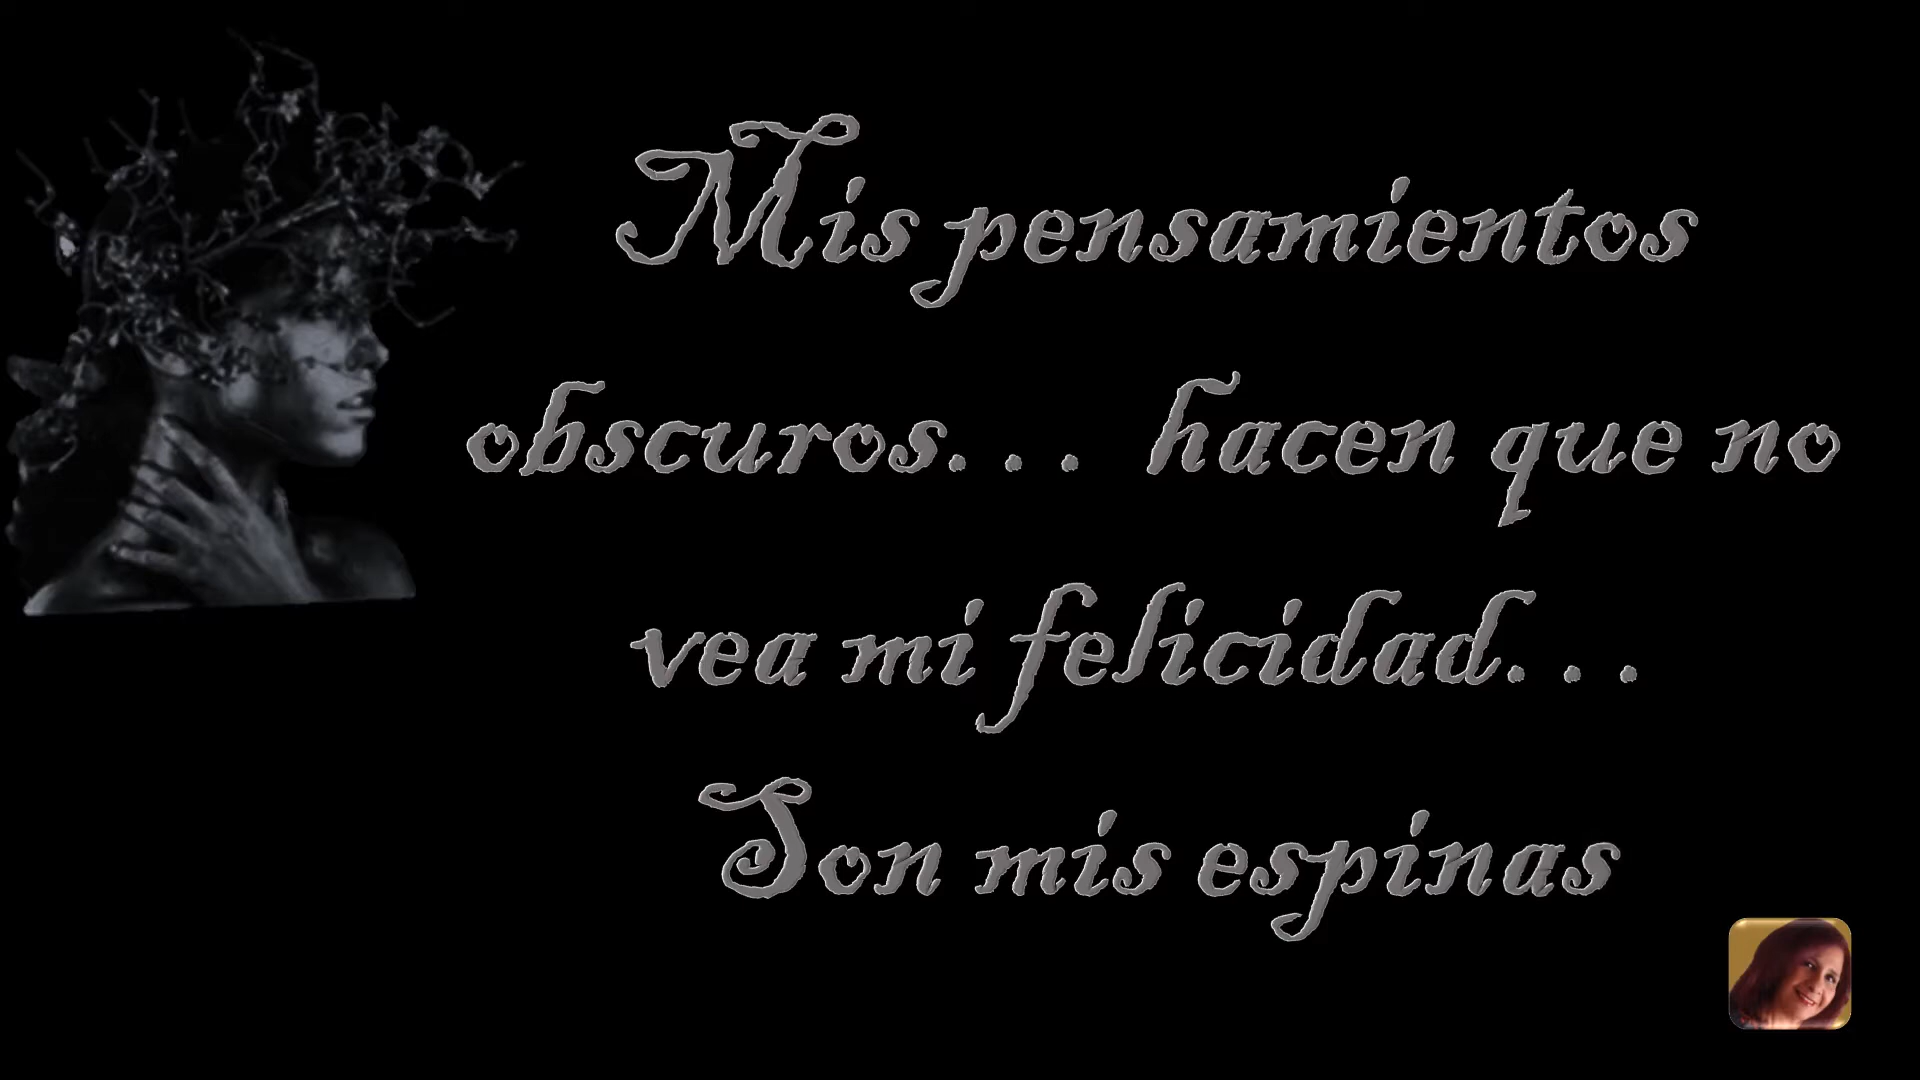 Mis pensamientos
obscuros. . . hacen que no
vea mi felicidad. . .
Son mis espinas